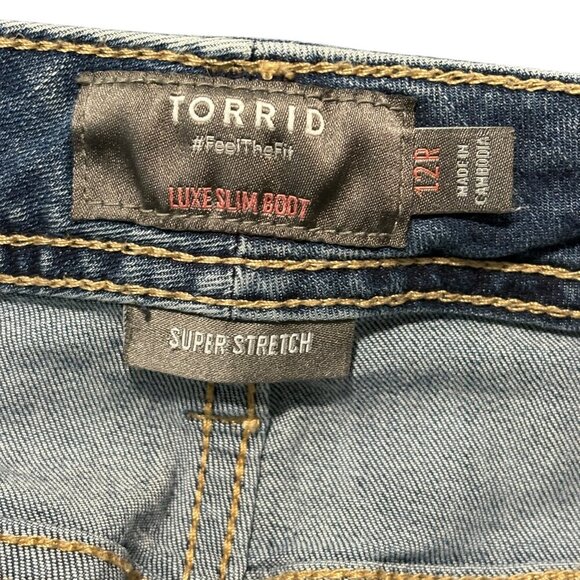 TORRID
#FeelTheFit
LUXE SLIM BOOT
12R
MADE IN
CAMBODIA
SUPER STRETCH